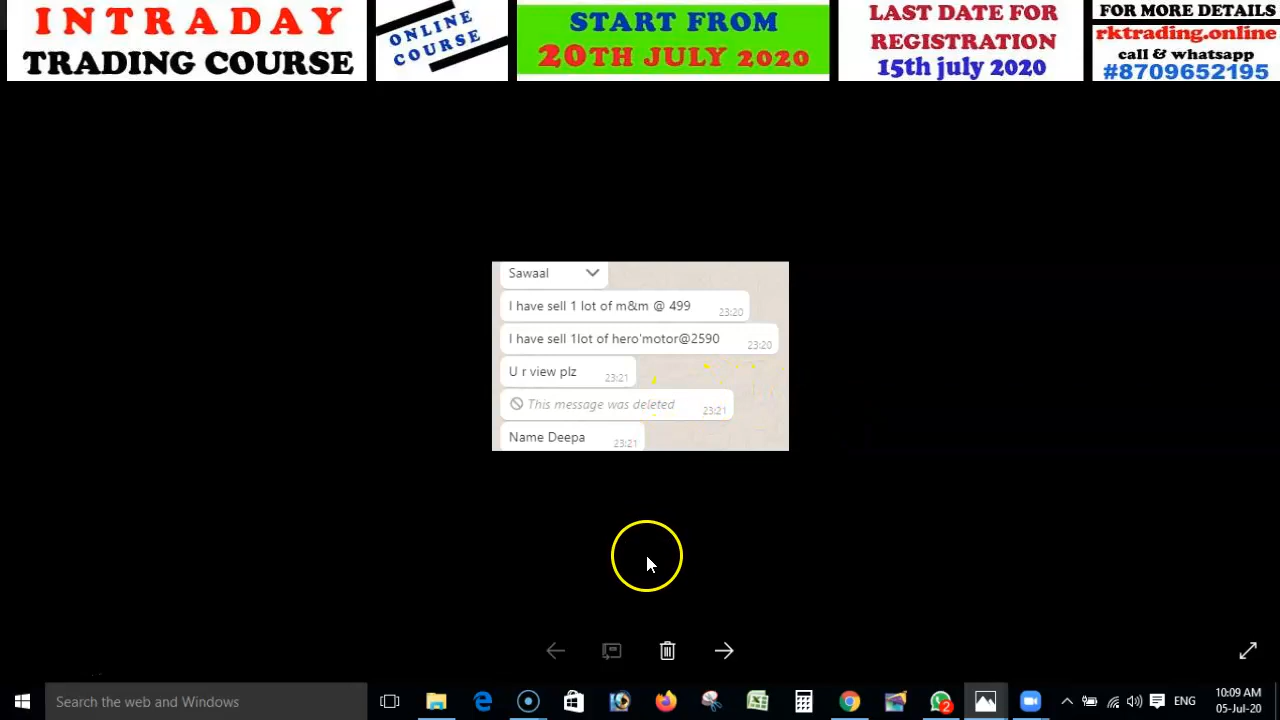 INTRADAY
TRADING COURSE
ONLINE
COURSE
START FROM
20TH JULY 2020
LAST DATE FOR
REGISTRATION
15th july 2020
FOR MORE DETAILS
rktrading.online
call & whatsapp
#8709652195
Sawaal
I have sell 1 lot of m&m @ 499
23:20
I have sell 1lot of hero'motor@2590
23:20
U r view plz
23:21
This message was deleted
23:21
Name Deepa
23:21
Search the web and Windows
2
ENG
10:09 AM
05-Jul-20